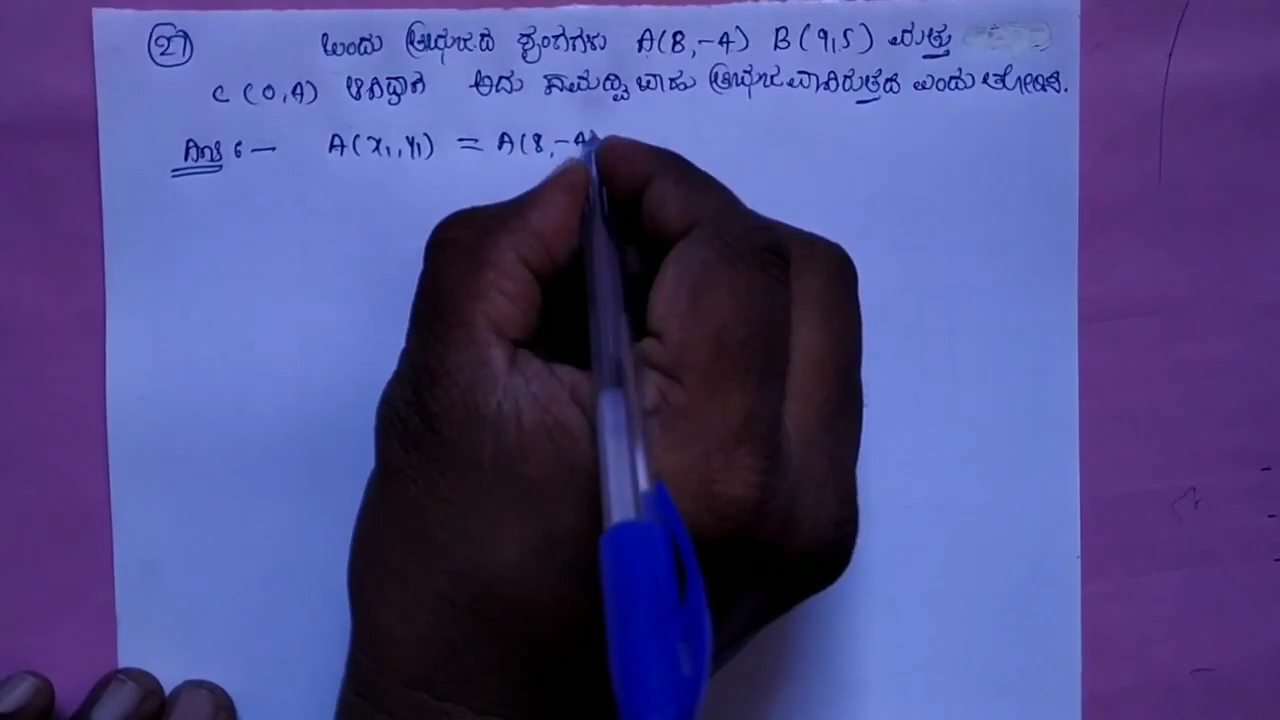 27 ಒಂದು ತ್ರಿಭುಜದ ಶೃಂಗಗಳು A(8,-4) B(9,5) ಮತ್ತು
C (0,4) ಆಗಿದ್ದಾಗ ಅದು ಸಮದ್ವಿಬಾಹು ತ್ರಿಭುಜವಾಗಿರುತ್ತದೆ ಎಂದು ತೋರಿಸಿ.
Ans :- A(x₁,y₁) = A(8,-4)